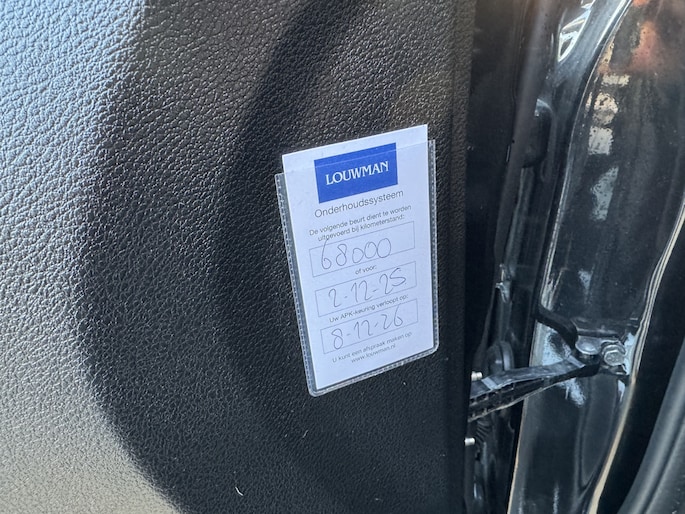 LOUWMAN
Onderhoudssysteem
De volgende beurt dient te worden
uitgevoerd bij kilometerstand:
68000
of voor:
2-12-25
Uw APK-keuring verloopt op:
8-12-26
U kunt een afspraak maken op
www.louwman.nl